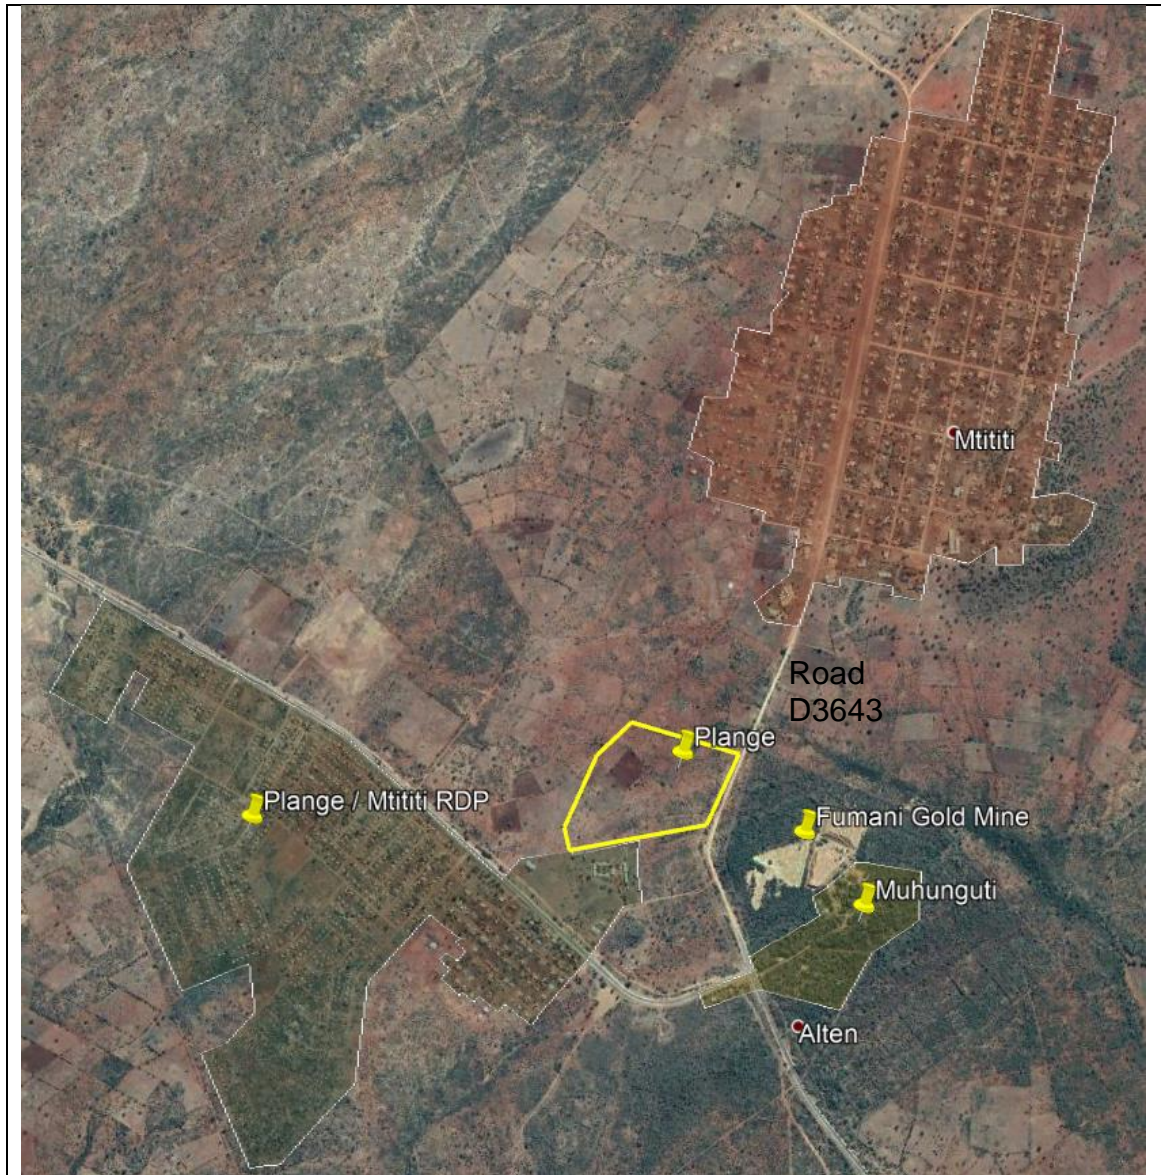 Mtititi
Road
D3643
Plange
Plange / Mtititi RDP
Fumani Gold Mine
Muhunguti
Alten